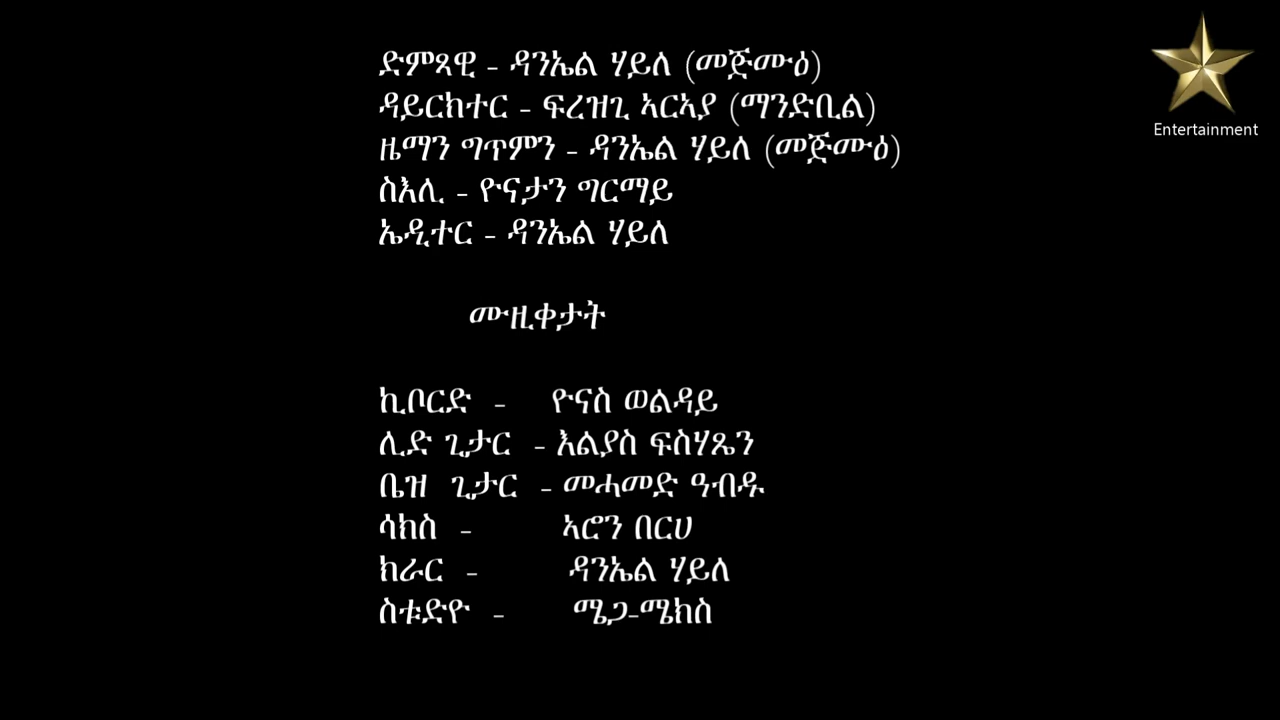 ድምጻዊ - ዳንኤል ሃይለ (መጅሙዕ)
ዳይርክተር - ፍረዝጊ ኣርኣያ (ማንድቢል)
ዜማን ግጥምን - ዳንኤል ሃይለ (መጅሙዕ)
ስእሊ - ዮናታን ግርማይ
ኤዲተር - ዳንኤል ሃይለ
ሙዚቀታት
ኪቦርድ - ዮናስ ወልዳይ
ሊድ ጊታር - እልያስ ፍስሃጼን
ቤዝ ጊታር - መሓመድ ዓብዱ
ሳክስ - ኣሮን በርሀ
ክራር - ዳንኤል ሃይለ
ስቱድዮ - ሜጋ-ሜክስ
Entertainment